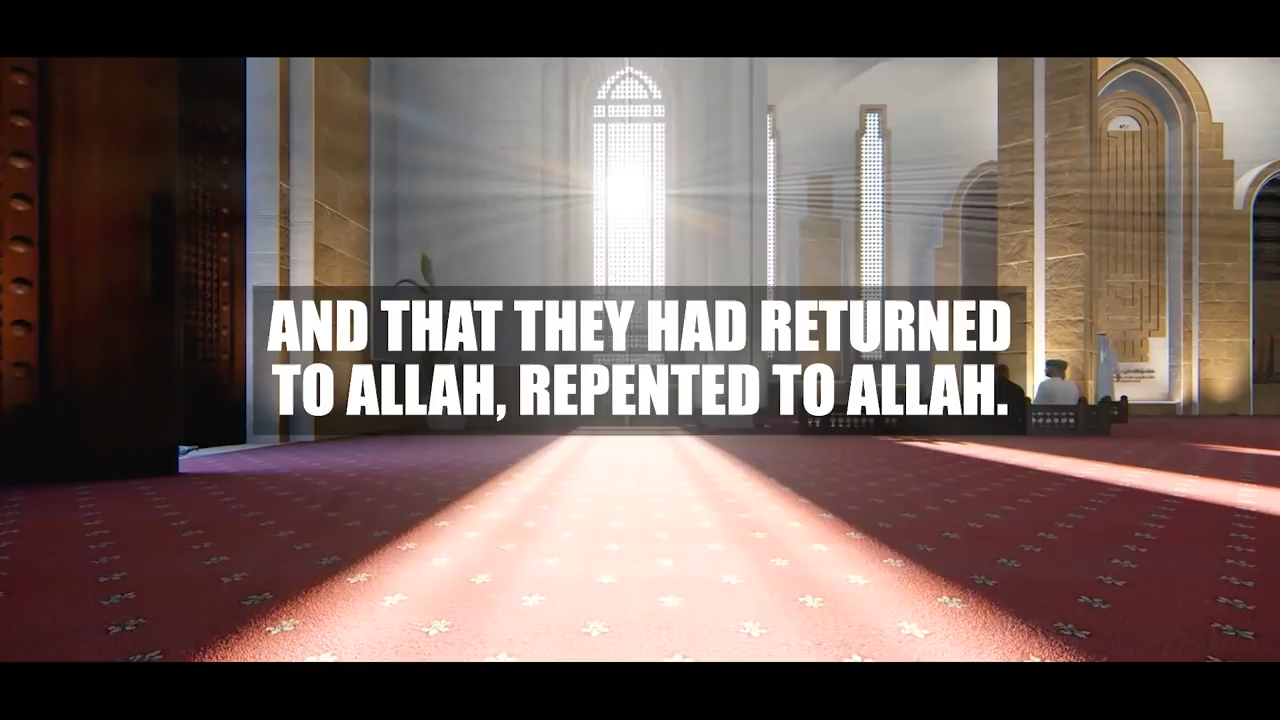 AND THAT THEY HAD RETURNED
TO ALLAH, REPENTED TO ALLAH.